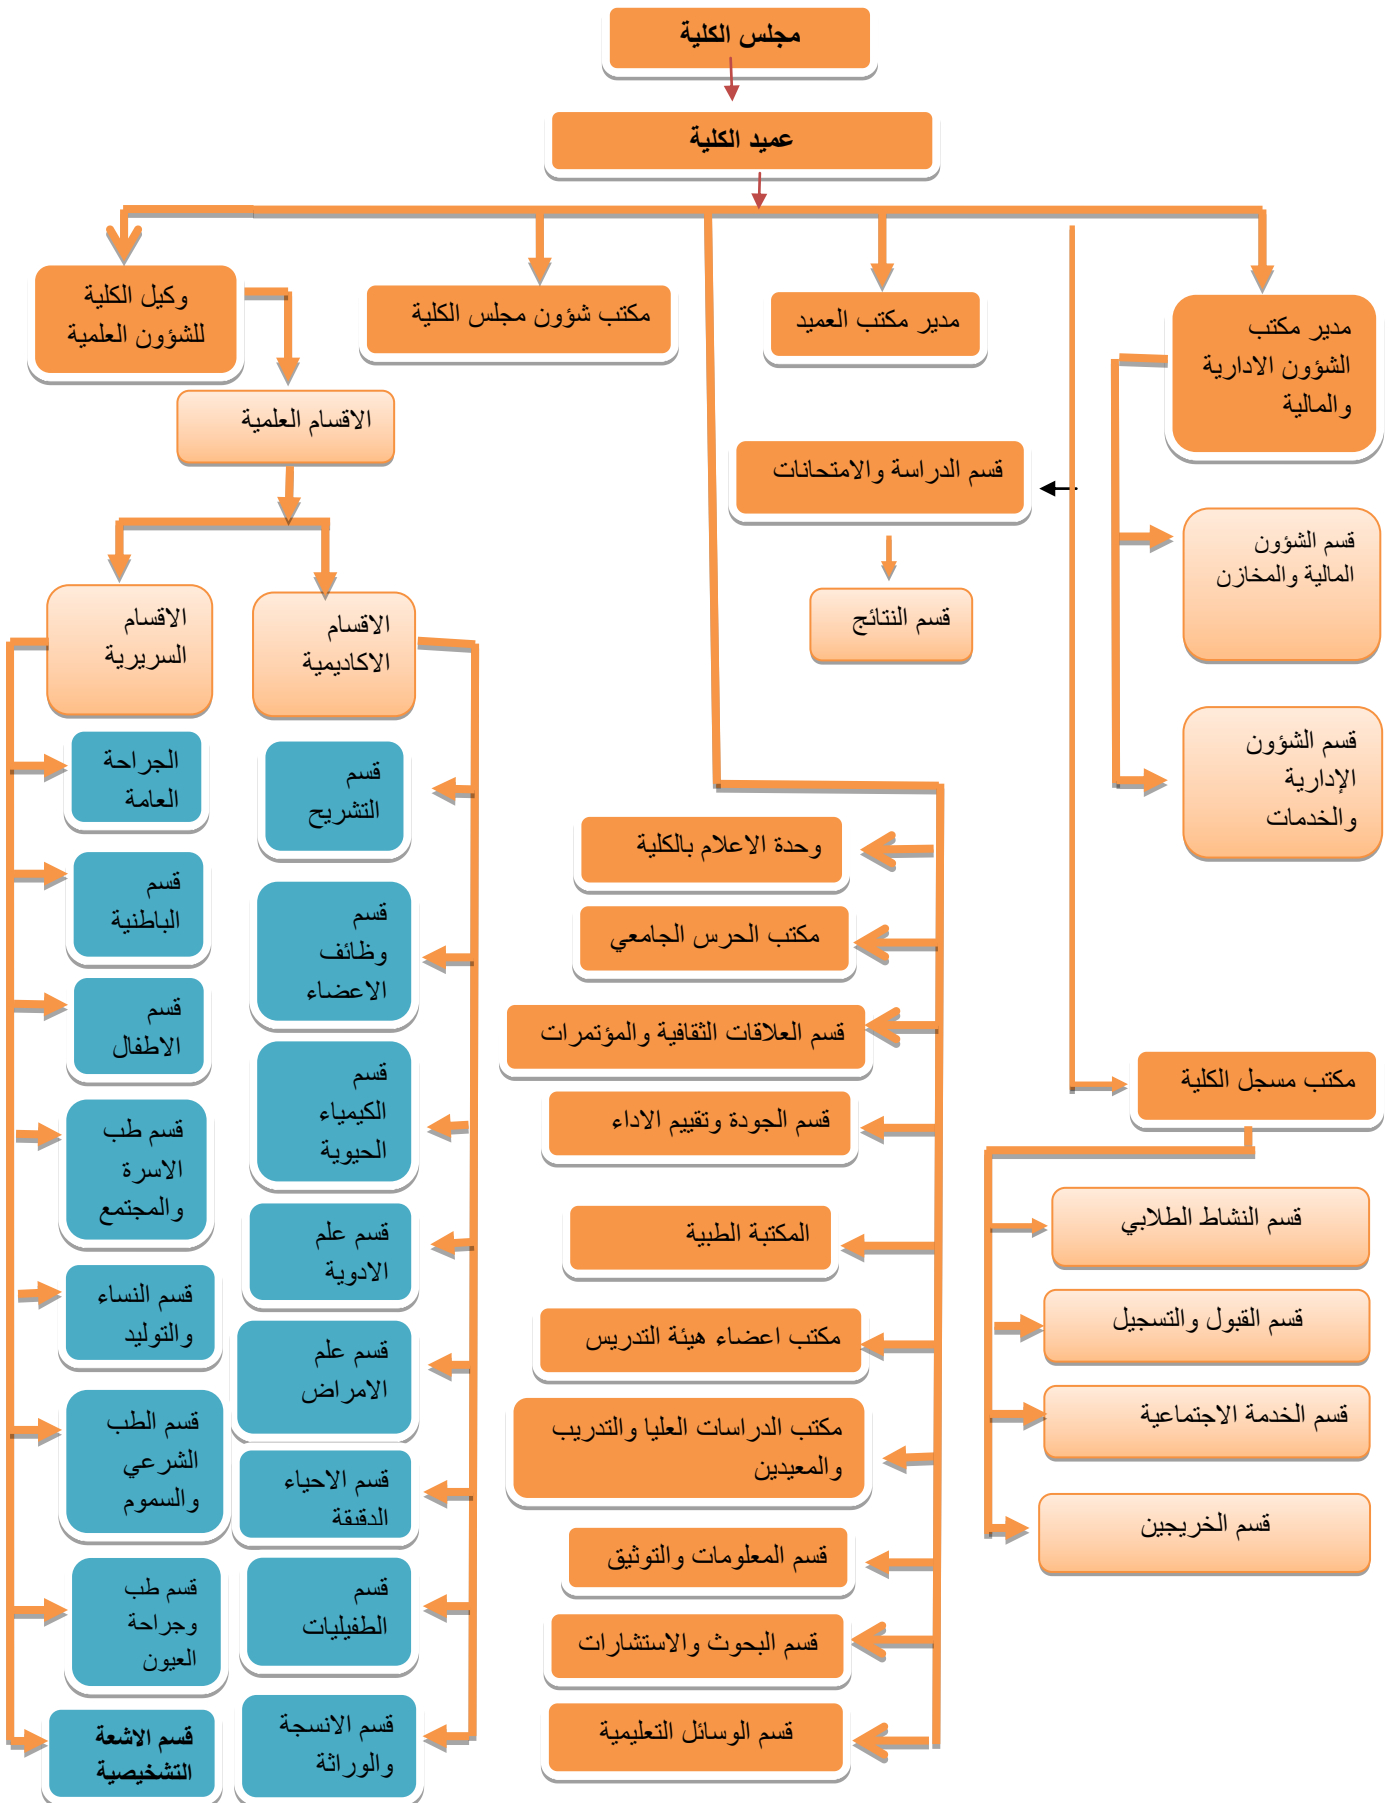 مجلس الكلية
عميد الكلية
مدير مكتب
الشؤون الادارية
والمالية
مدير مكتب العميد
مكتب شؤون مجلس الكلية
وكيل الكلية
للشؤون العلمية
الاقسام العلمية
قسم الدراسة والامتحانات
قسم النتائج
قسم الشؤون
المالية والمخازن
قسم الشؤون
الإدارية
والخدمات
الاقسام
الاكاديمية
الاقسام
السريرية
قسم
التشريح
قسم
وظائف
الاعضاء
قسم
الكيمياء
الحيوية
قسم علم
الادوية
قسم علم
الامراض
قسم الاحياء
الدقيقة
قسم
الطفيليات
قسم الانسجة
والوراثة
الجراحة
العامة
قسم
الباطنية
قسم
الاطفال
قسم طب
الاسرة
والمجتمع
قسم النساء
والتوليد
قسم الطب
الشرعي
والسموم
قسم طب
وجراحة
العيون
قسم الاشعة
التشخيصية
وحدة الاعلام بالكلية
مكتب الحرس الجامعي
قسم العلاقات الثقافية والمؤتمرات
قسم الجودة وتقييم الاداء
المكتبة الطبية
مكتب اعضاء هيئة التدريس
مكتب الدراسات العليا والتدريب
والمعيدين
قسم المعلومات والتوثيق
قسم البحوث والاستشارات
قسم الوسائل التعليمية
مكتب مسجل الكلية
قسم النشاط الطلابي
قسم القبول والتسجيل
قسم الخدمة الاجتماعية
قسم الخريجين